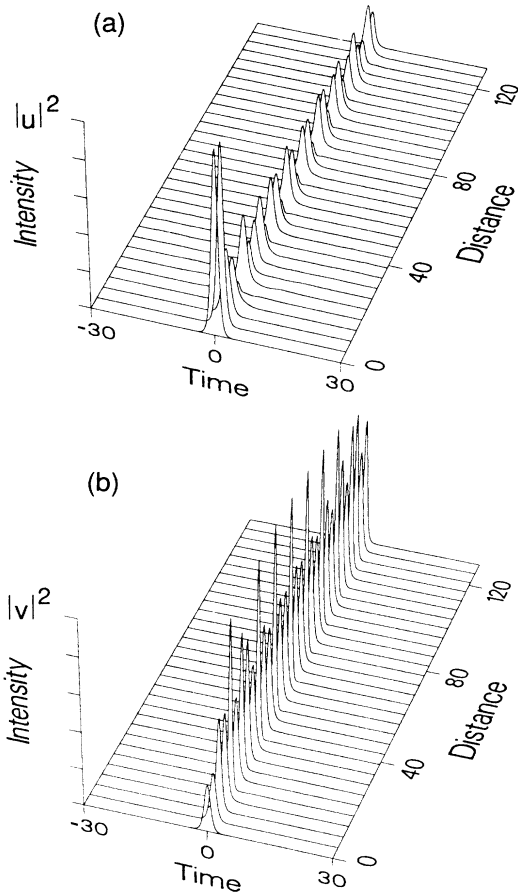 (a)
|u|²
Intensity
-30
0
30
Time
0
40
80
120
Distance
(b)
|v|²
Intensity
-30
0
30
Time
0
40
80
120
Distance